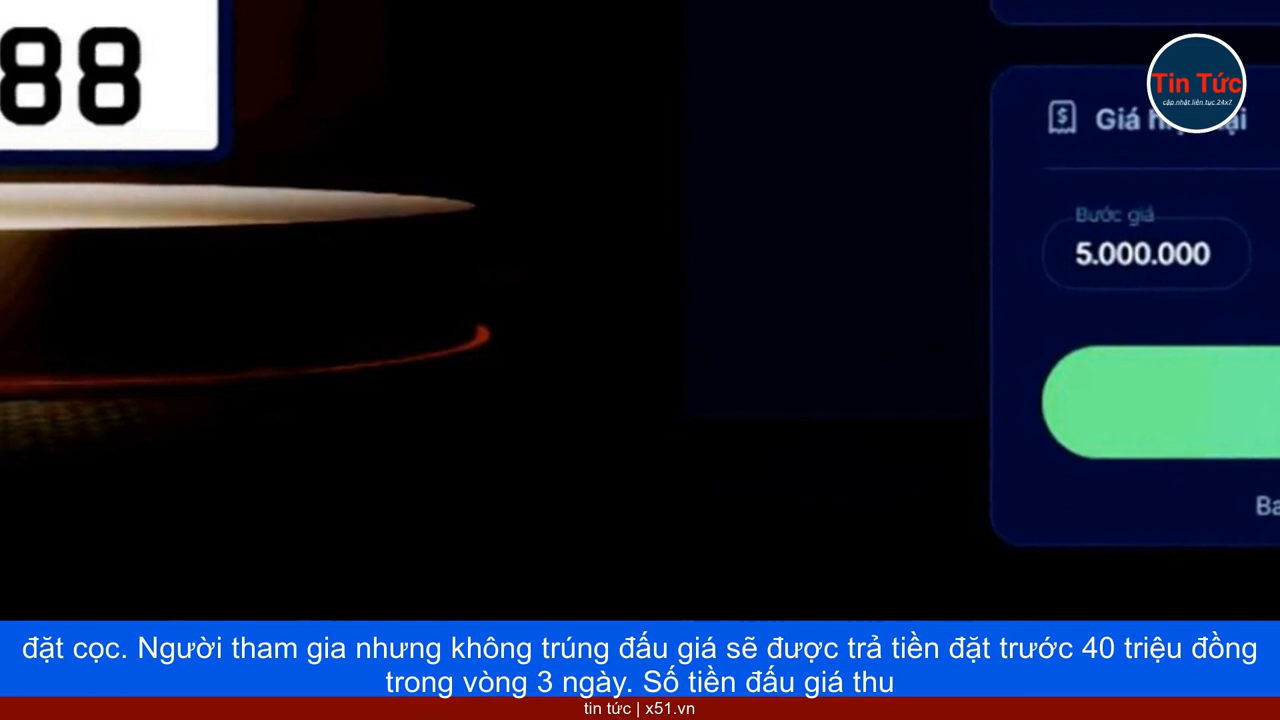 88
Tin Tức
cập nhật liên tục 24x7
Giá
Bước giá
5.000.000
đặt cọc. Người tham gia nhưng không trúng đấu giá sẽ được trả tiền đặt trước 40 triệu đồng
trong vòng 3 ngày. Số tiền đấu giá thu
tin tức | x51.vn